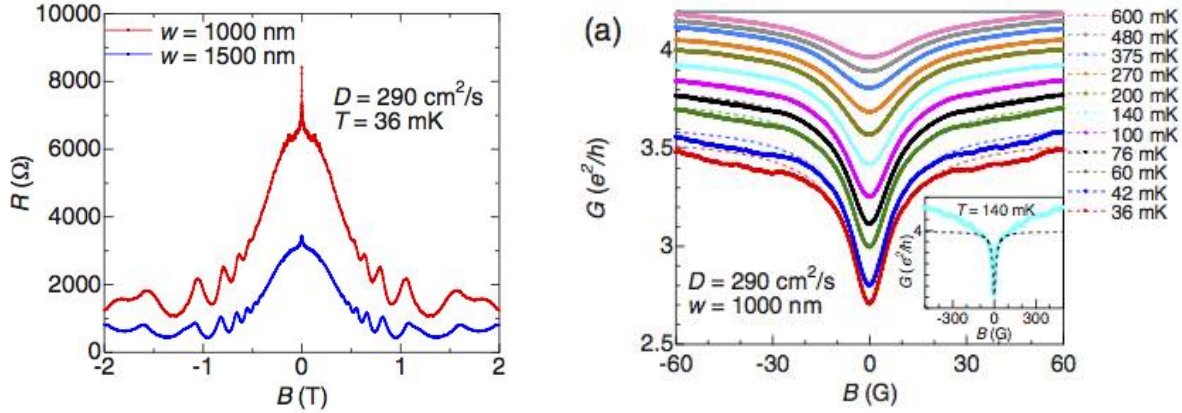 w = 1000 nm
w = 1500 nm
D = 290 cm²/s
T = 36 mK
10000
8000
6000
4000
2000
0
R (Ω)
-2
-1
0
1
2
B (T)
(a)
4
3.5
3.0
2.5
G (e²/h)
-60
-30
0
30
60
B (G)
D = 290 cm²/s
w = 1000 nm
600 mK
480 mK
375 mK
270 mK
200 mK
140 mK
100 mK
76 mK
60 mK
42 mK
36 mK
T = 140 mK
4
G (e²/h)
-300
0
300
B (G)